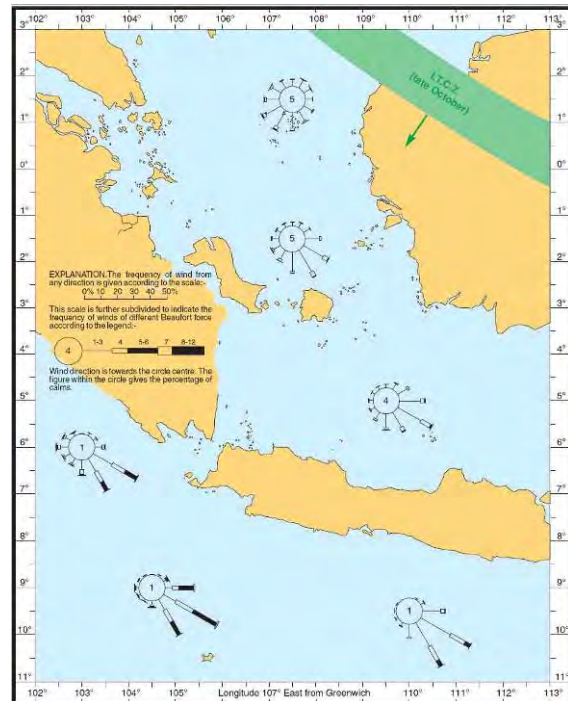 102° 103° 104° 105° 106° 107° 108° 109° 110° 111° 112° 113°
3° 3°
2° 2°
1° 1°
0° 0°
1° 1°
2° 2°
3° 3°
4° 4°
5° 5°
6° 6°
7° 7°
8° 8°
9° 9°
10° 10°
11° 11°
I.T.C.Z.
(late October)
5
5
EXPLANATION.The frequency of wind from
any direction is given according to the scale:-
0% 10 20 30 40 50%
This scale is further subdivided to indicate the
frequency of winds of different Beaufort force
according to the legend:-
4 1-3 4 5-6 7 8-12
Wind direction is towards the circle centre. The
figure within the circle gives the percentage of
calms.
4
1
1
1
102° 103° 104° 105° Longitude 107° East from Greenwich 110° 111° 112° 113°